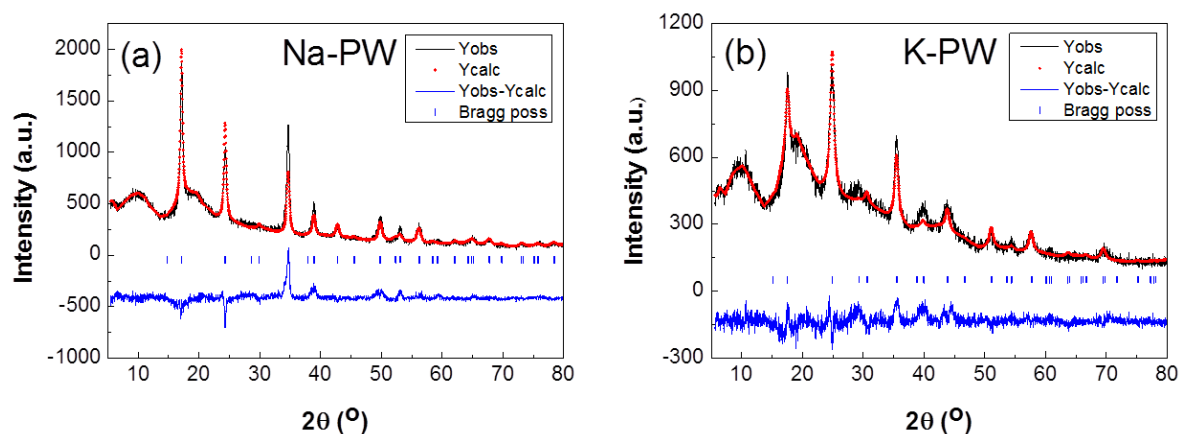 (a)
Na-PW
Yobs
Ycalc
Yobs-Ycalc
Bragg poss
2000
1500
1000
500
0
-500
-1000
Intensity (a.u.)
10 20 30 40 50 60 70 80
2θ (O)
(b)
K-PW
Yobs
Ycalc
Yobs-Ycalc
Bragg poss
1200
900
600
300
0
-300
Intensity (a.u.)
10 20 30 40 50 60 70 80
2θ (O)